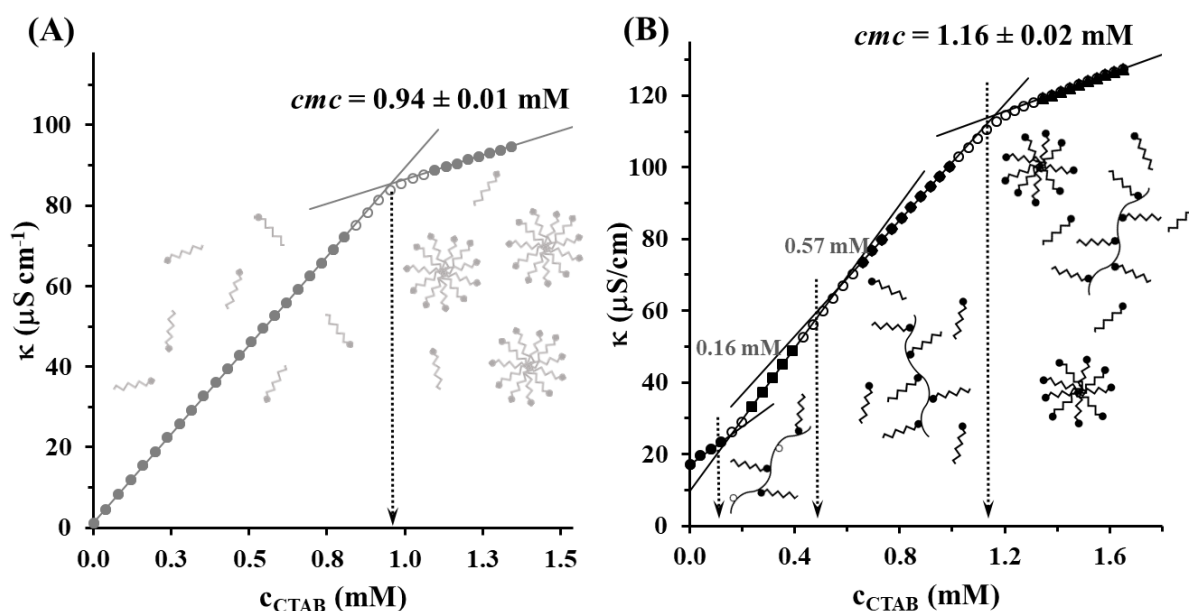 (A)
cmc = 0.94 ± 0.01 mM
κ (μS cm⁻¹)
100
80
60
40
20
0
0.0 0.3 0.5 0.8 1.0 1.3 1.5
c_CTAB (mM)
(B)
cmc = 1.16 ± 0.02 mM
κ (μS/cm)
120
100
80
60
40
20
0
0.57 mM
0.16 mM
0.0 0.4 0.8 1.2 1.6
c_CTAB (mM)